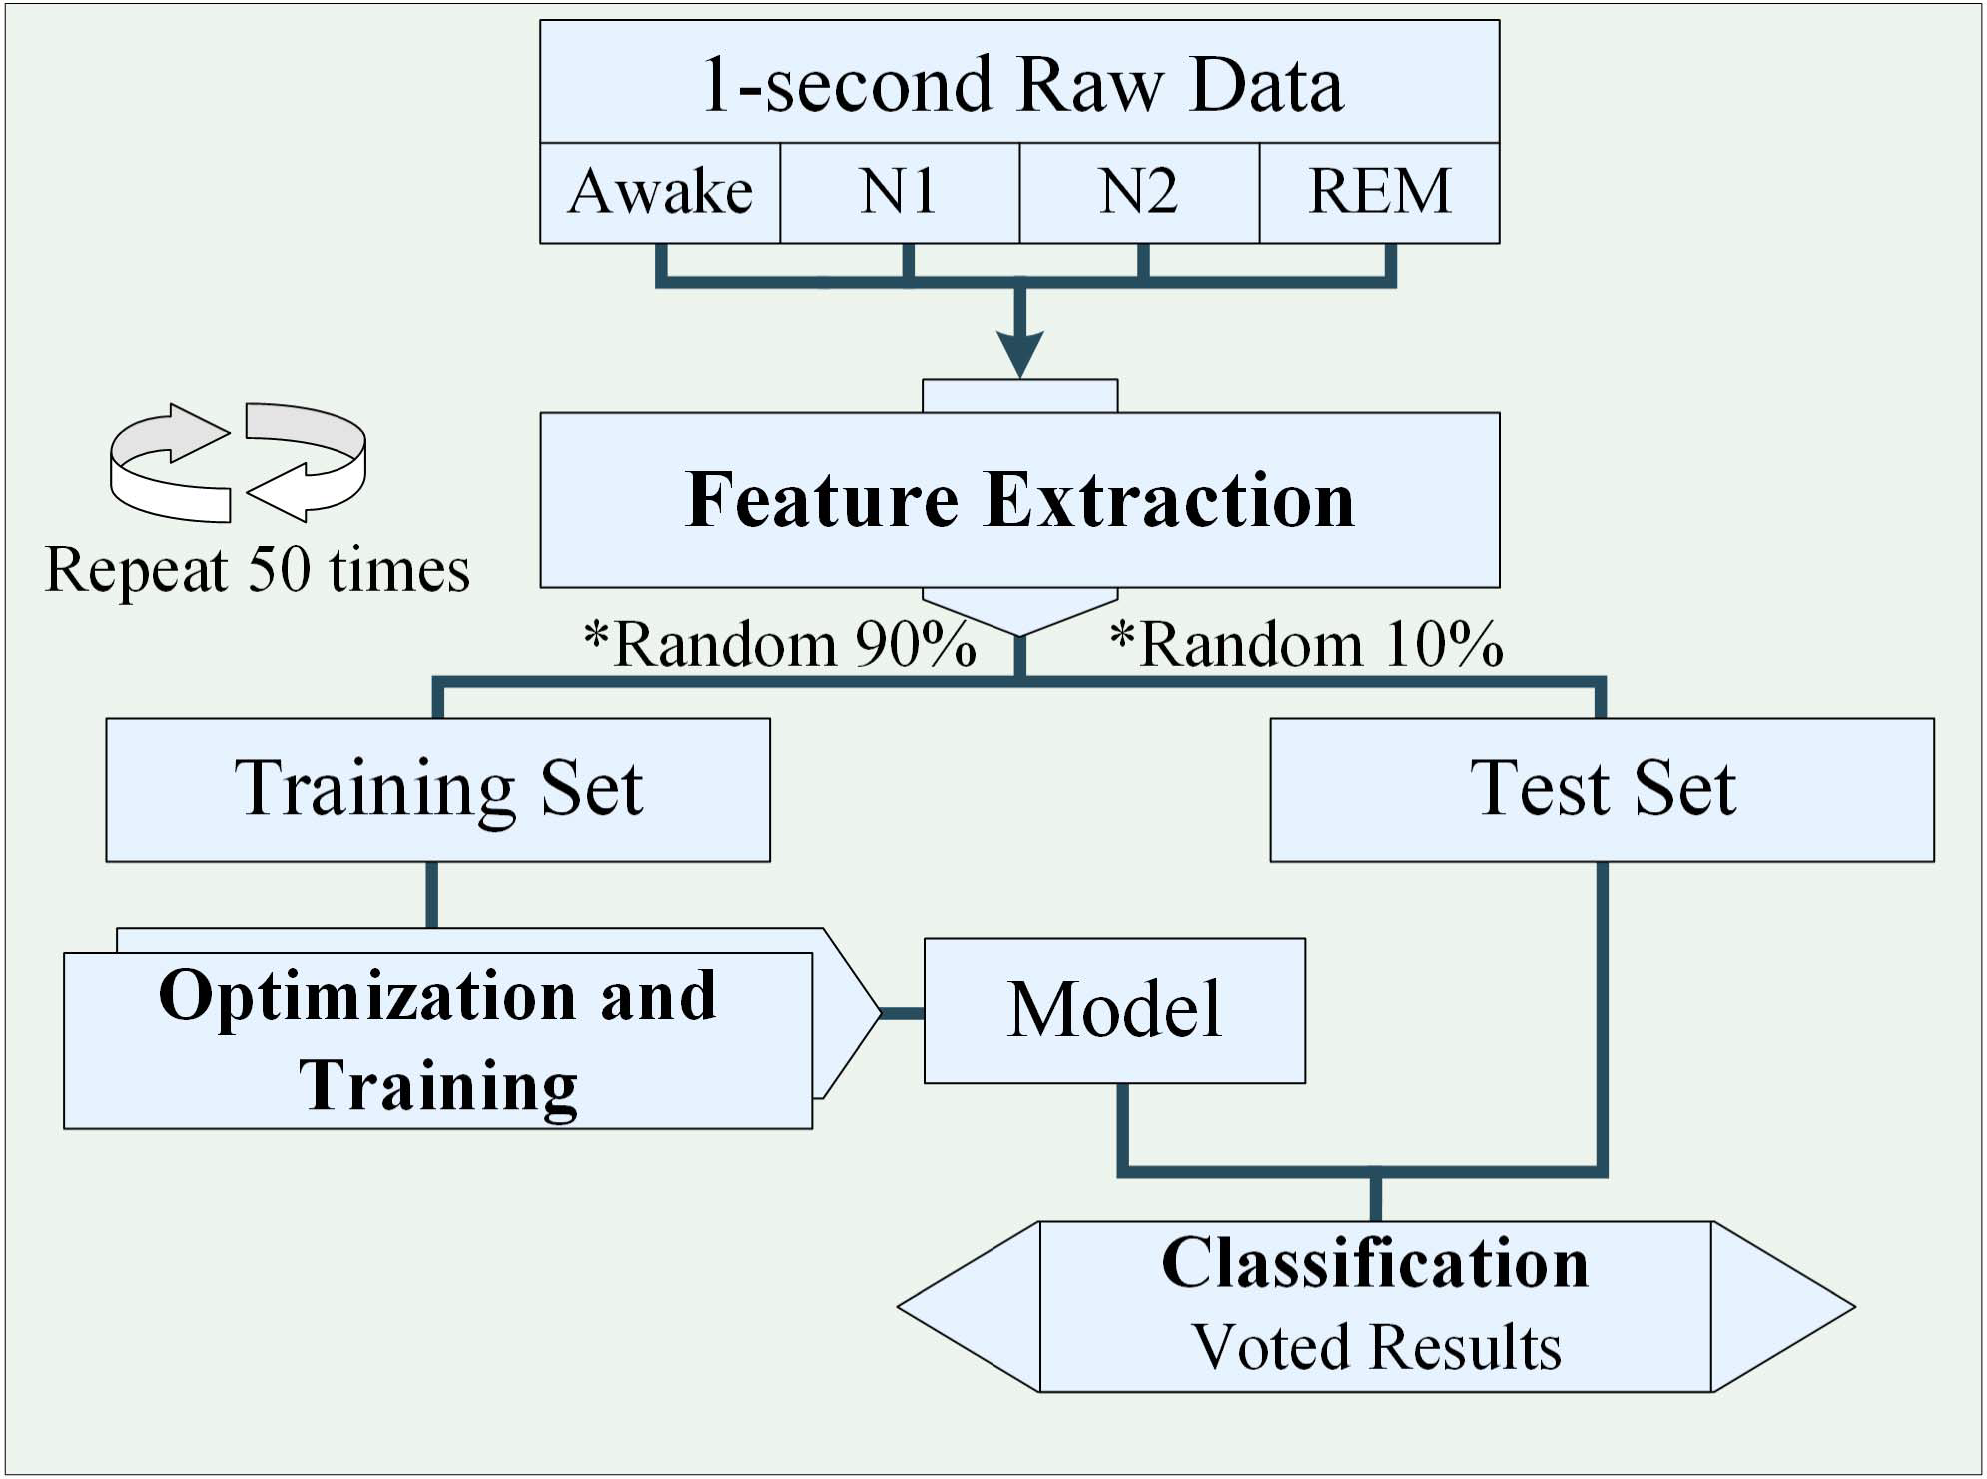 1-second Raw Data
Awake N1 N2 REM
Feature Extraction
Repeat 50 times
*Random 90% *Random 10%
Training Set Test Set
Optimization and
Training
Model
Classification
Voted Results